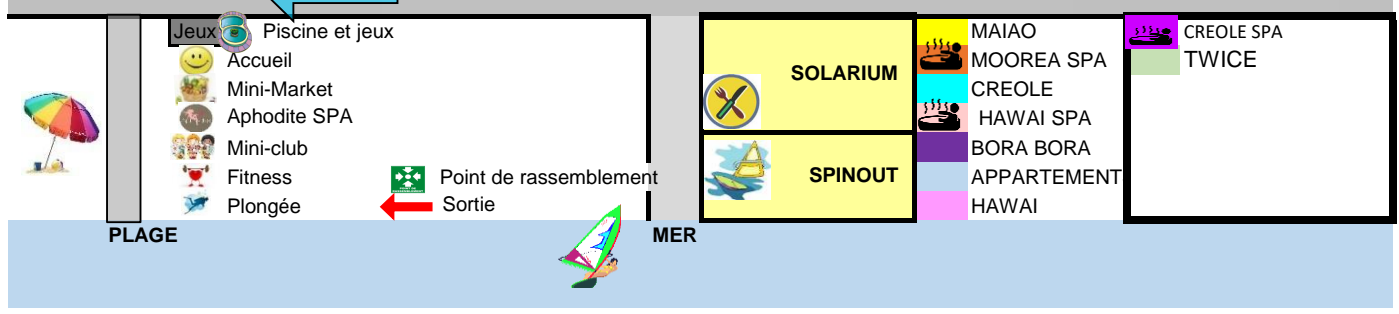 Jeux Piscine et jeux
Accueil
Mini-Market
Aphodite SPA
Mini-club
Fitness
Point de rassemblement
Plongée
Sortie
PLAGE
MER
SOLARIUM
SPINOUT
MAIAO
MOOREA SPA
CREOLE
HAWAI SPA
BORA BORA
APPARTEMENT
HAWAI
CREOLE SPA
TWICE